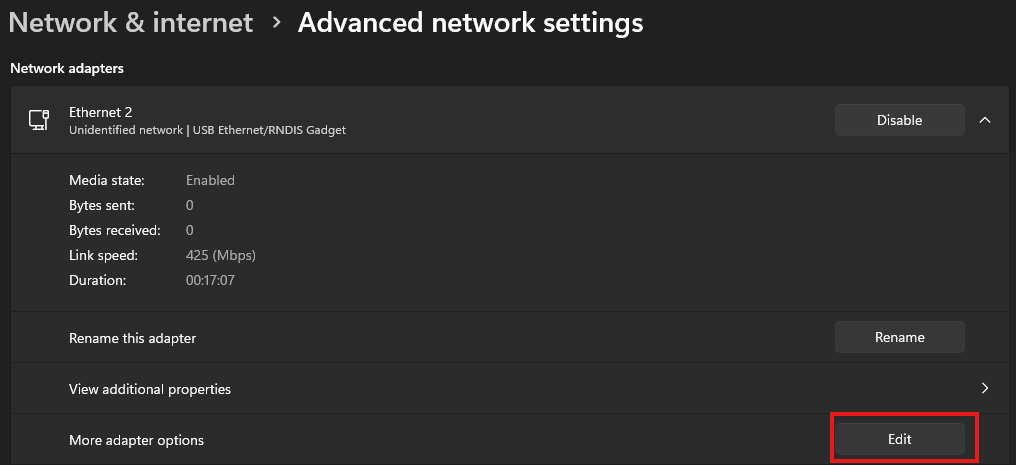 Network & internet > Advanced network settings
Network adapters
Ethernet 2
Unidentified network | USB Ethernet/RNDIS Gadget
Disable
Media state: Enabled
Bytes sent: 0
Bytes received: 0
Link speed: 425 (Mbps)
Duration: 00:17:07
Rename this adapter Rename
View additional properties
More adapter options Edit